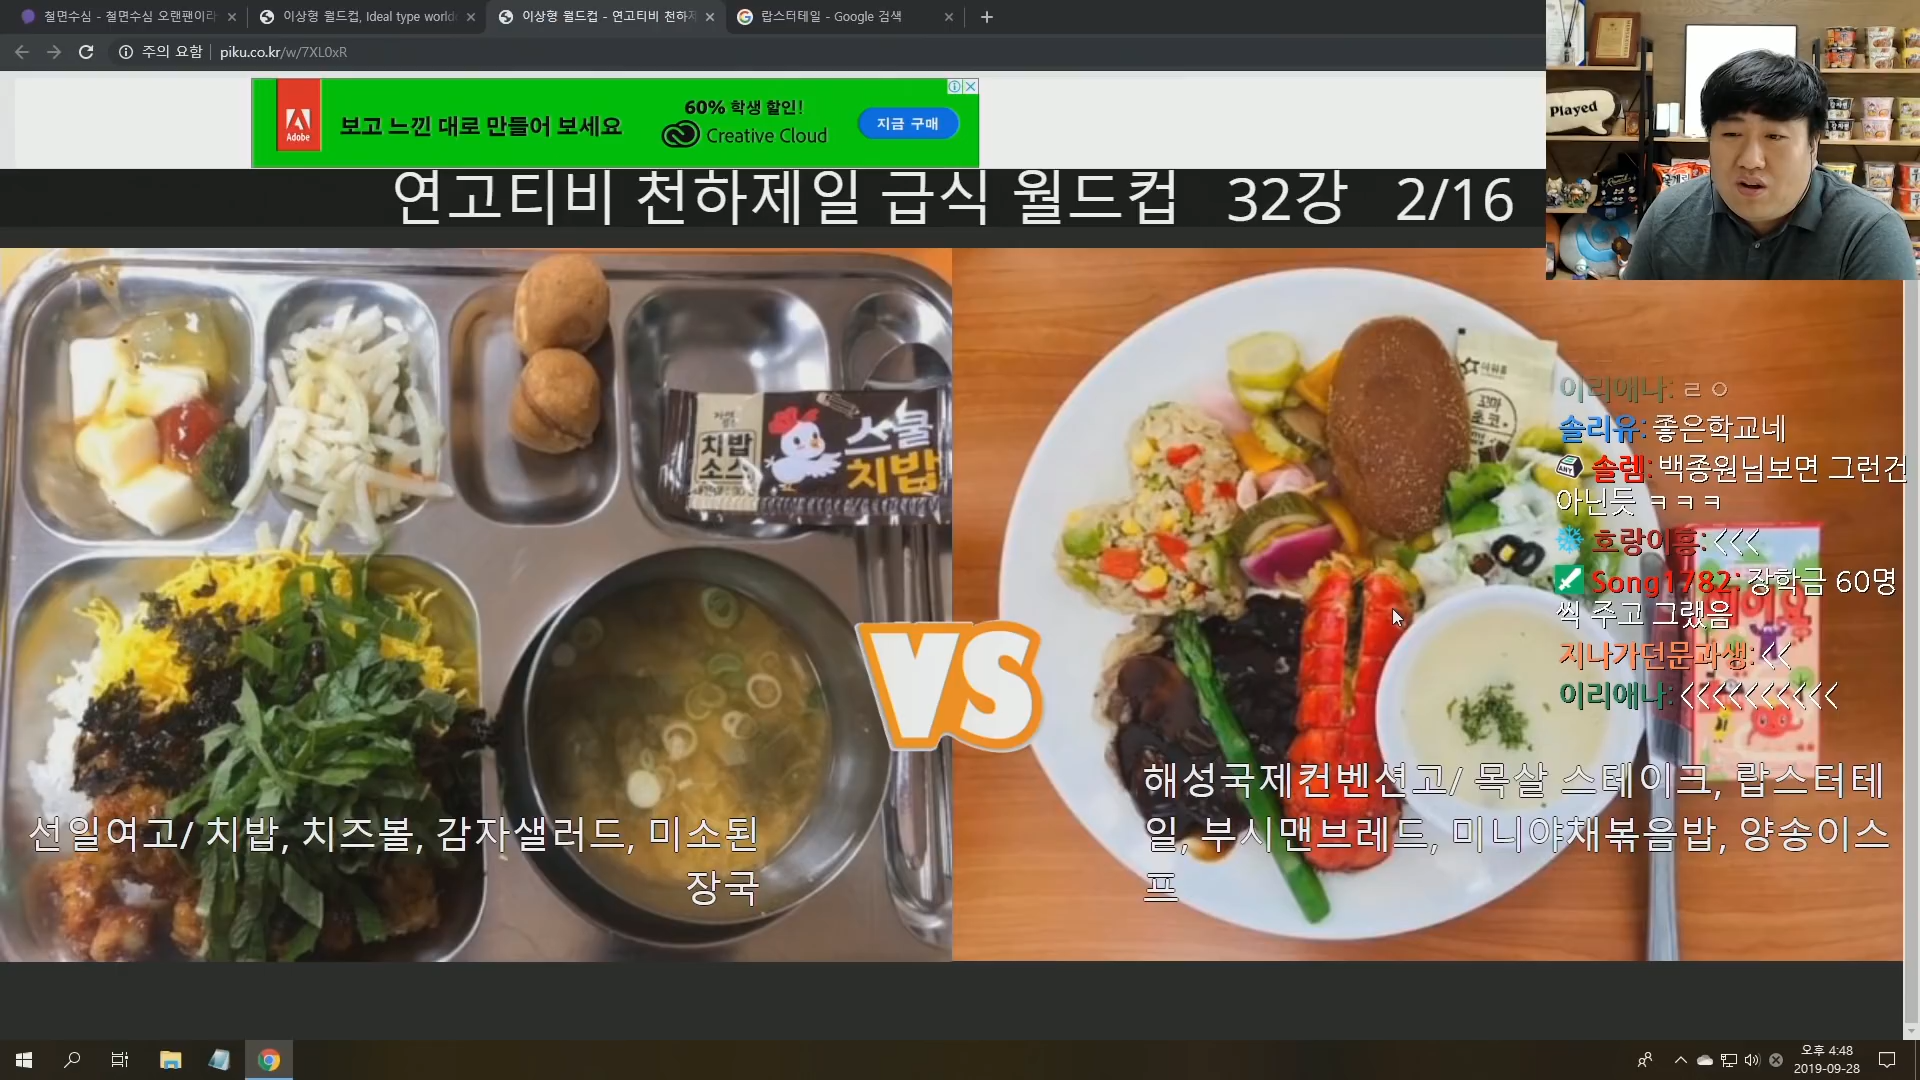 철면수심 - 철면수심 오랜팬이라
이상형 월드컵, Ideal type world
이상형 월드컵 - 연고티비 천하제
랍스터테일 - Google 검색
주의 요함
piku.co.kr/w/7XL0xR
Adobe
보고 느낀 대로 만들어 보세요
60% 학생 할인!
Creative Cloud
지금 구매
Played
연고티비 천하제일 급식 월드컵 32강 2/16
치밥
소스
스물
치밥
VS
선일여고/ 치밥, 치즈볼, 감자샐러드, 미소된
장국
해성국제컨벤션고/ 목살 스테이크, 랍스터테
일, 부시맨브레드, 미니야채볶음밥, 양송이스
프
이리애나: ㄹㅇ
솔리유: 좋은학교네
솔렘: 백종원님보면 그런건
아닌듯 ㅋㅋㅋ
호랑이흥: <<<
Song1782: 장학금 60명
씩 주고 그랬음
지나가던문과생: <<
이리애나: <<<<<<<<<<
오후 4:48
2019-09-28